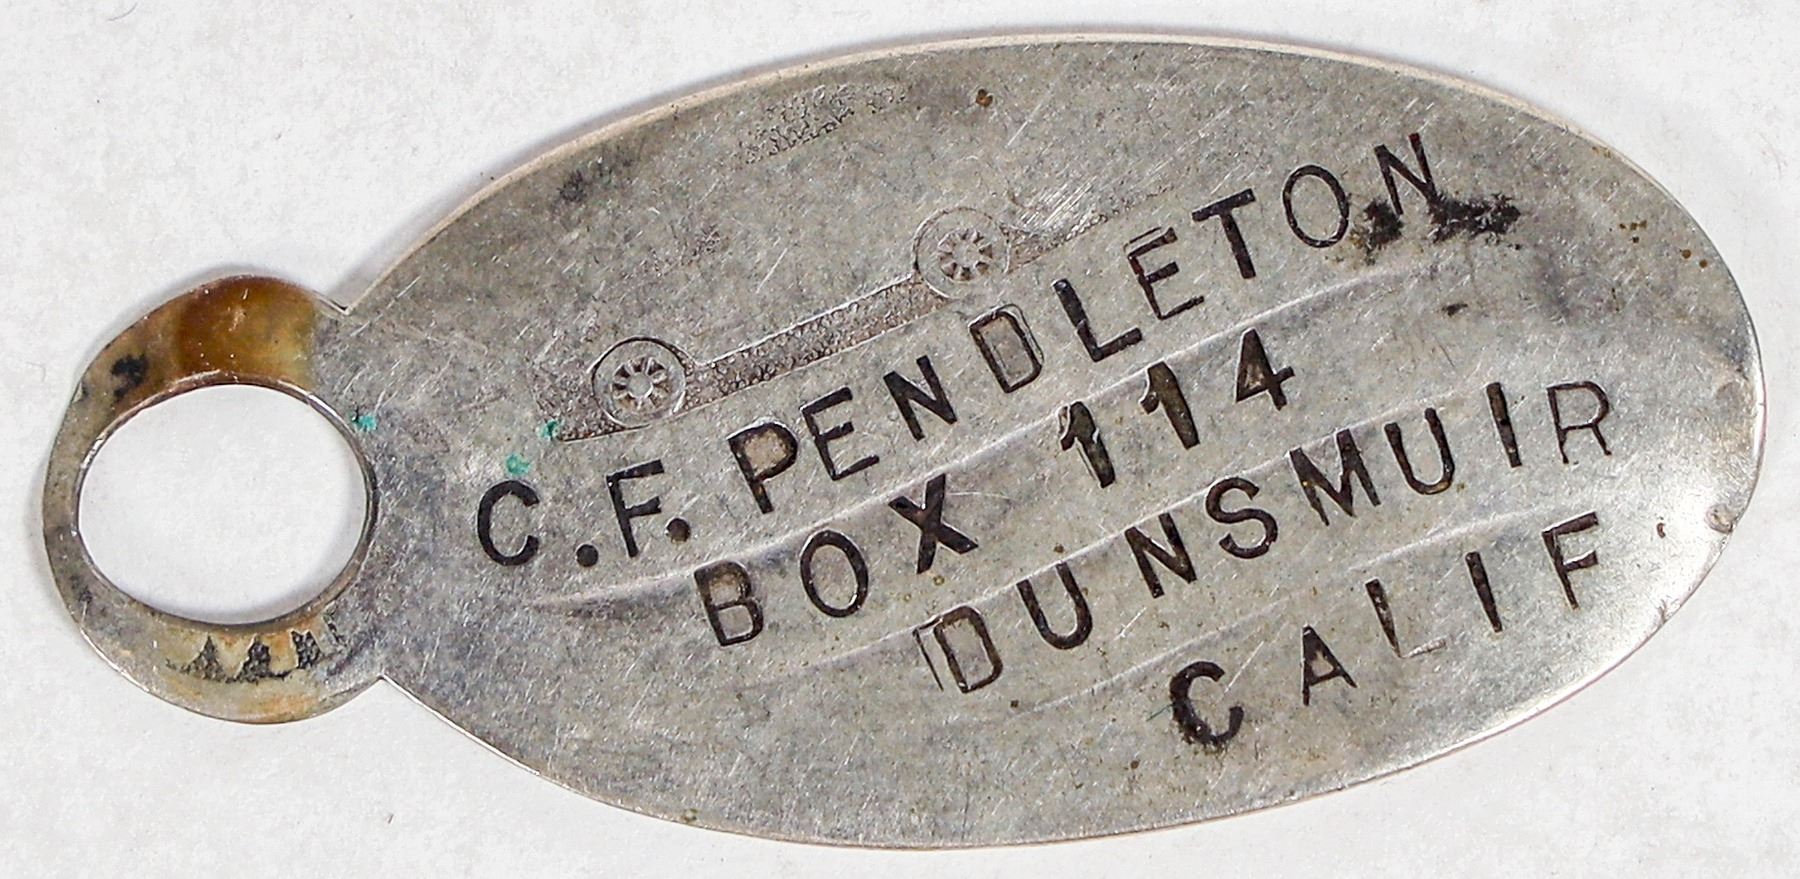 C.F. PENDLETON
BOX 114
DUNSMUIR
CALIF